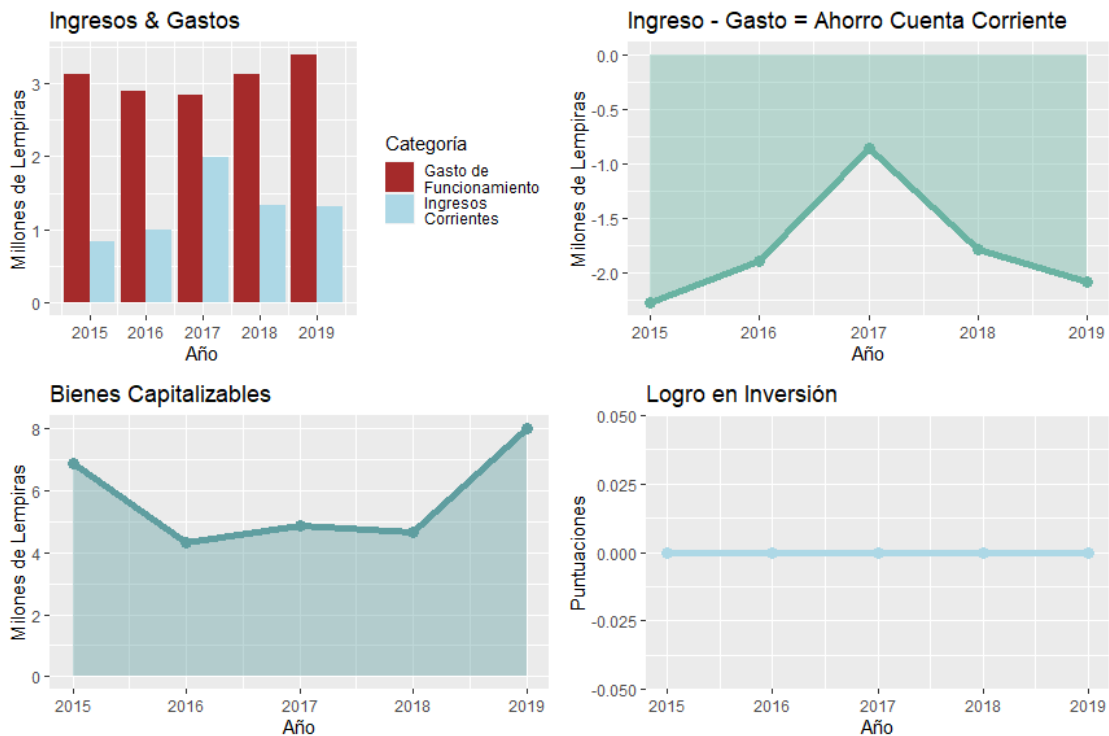 Ingresos & Gastos
Millones de Lempiras
3
2
1
0
2015 2016 2017 2018 2019
Año
Categoría
Gasto de
Funcionamiento
Ingresos
Corrientes
Ingreso - Gasto = Ahorro Cuenta Corriente
Milones de Lempiras
0.0
-0.5
-1.0
-1.5
-2.0
2015 2016 2017 2018 2019
Año
Bienes Capitalizables
Milones de Lempiras
8
6
4
2
0
2015 2016 2017 2018 2019
Año
Logro en Inversión
Puntuaciones
0.050
0.025
0.000
-0.025
-0.050
2015 2016 2017 2018 2019
Año